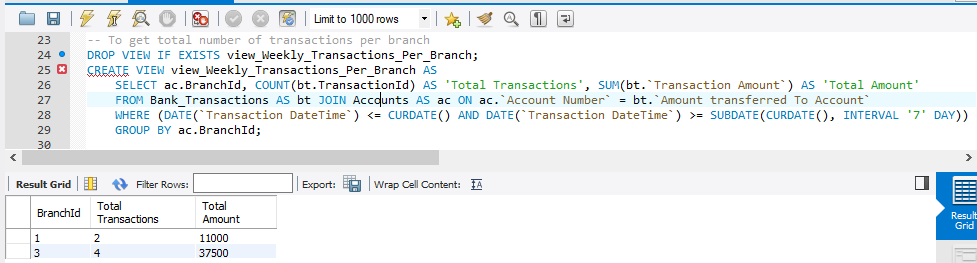 Limit to 1000 rows
23 -- To get total number of transactions per branch
24 DROP VIEW IF EXISTS view_Weekly_Transactions_Per_Branch;
25 CREATE VIEW view_Weekly_Transactions_Per_Branch AS
26 SELECT ac.BranchId, COUNT(bt.TransactionId) AS 'Total Transactions', SUM(bt.`Transaction Amount`) AS 'Total Amount'
27 FROM Bank_Transactions AS bt JOIN Accounts AS ac ON ac.`Account Number` = bt.`Amount transferred To Account`
28 WHERE (DATE(`Transaction DateTime`) <= CURDATE() AND DATE(`Transaction DateTime`) >= SUBDATE(CURDATE(), INTERVAL '7' DAY))
29 GROUP BY ac.BranchId;
30
Result Grid Filter Rows: Export: Wrap Cell Content: IA
BranchId Total Transactions Total Amount
1 2 11000
3 4 37500
Result Grid